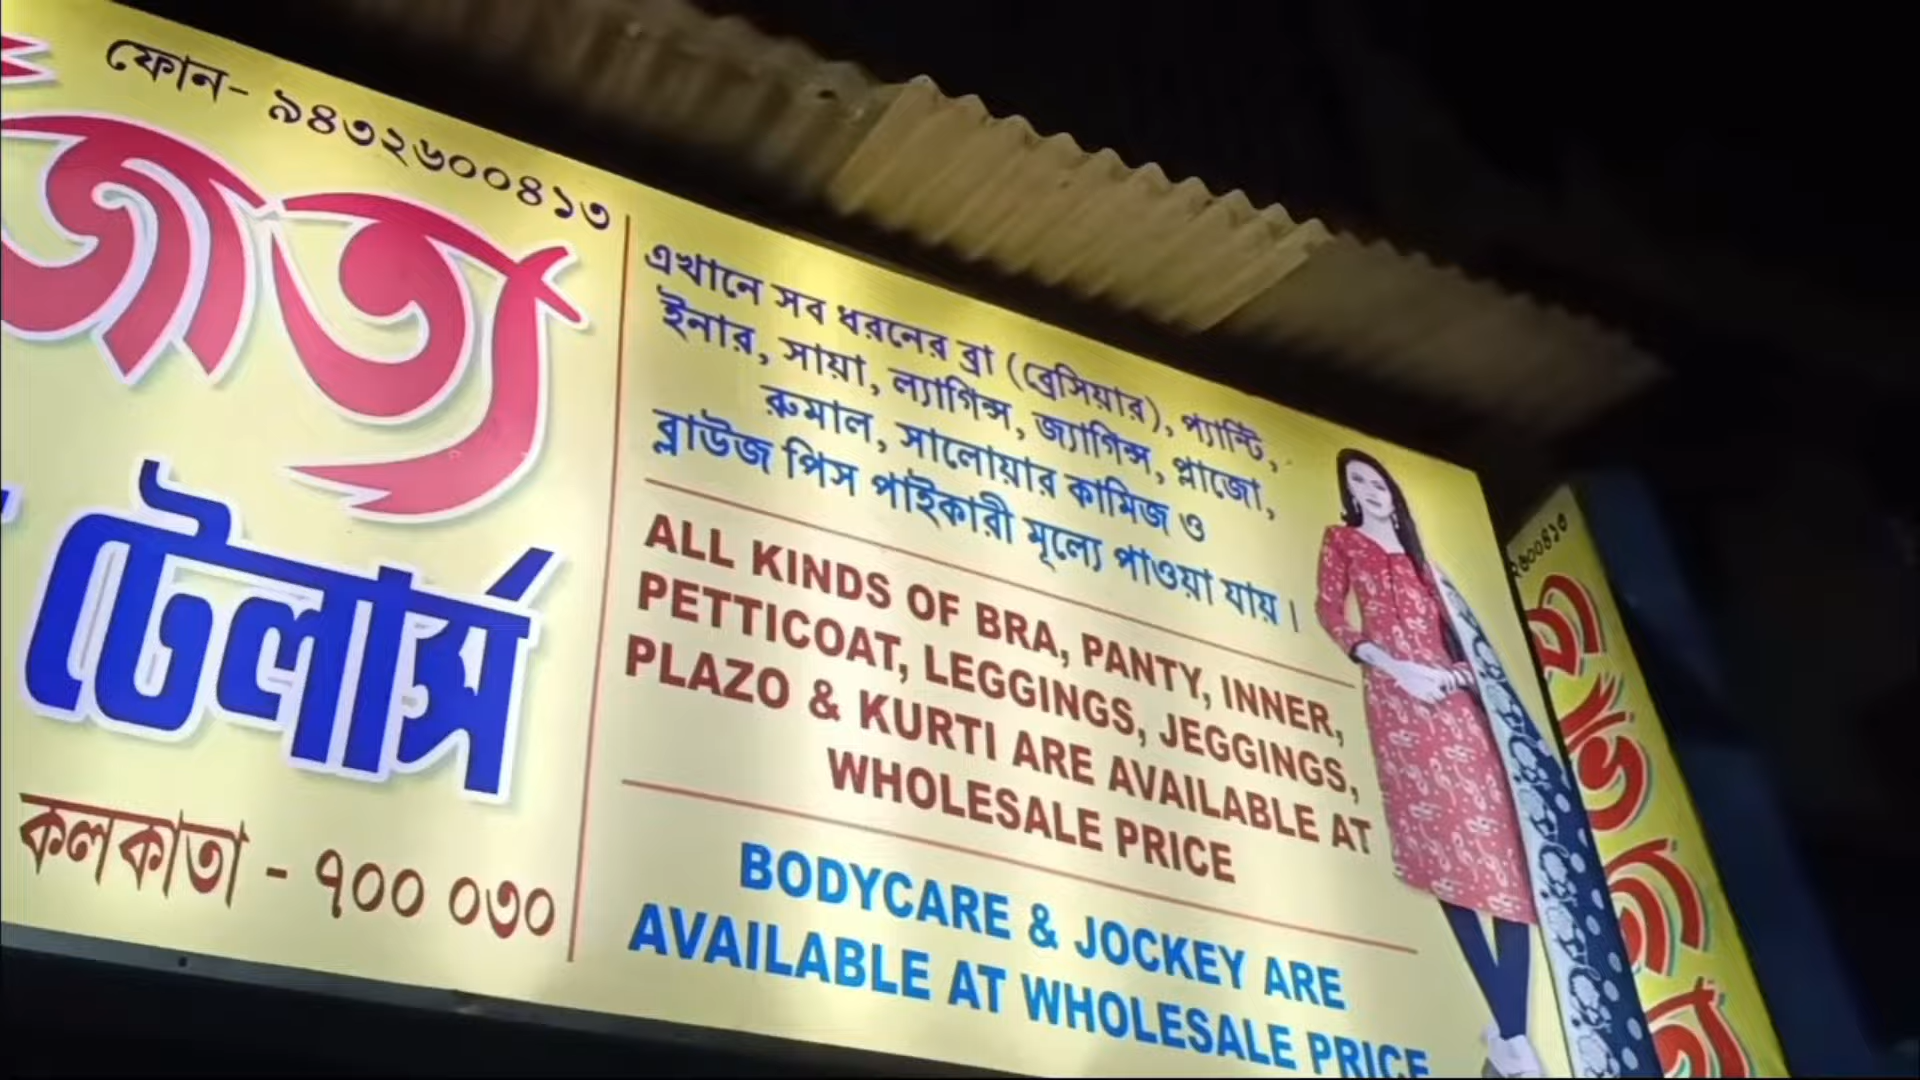 ফোন- ৯৪৩২৬০০৪১৩
টেলার্স
কলকাতা - ৭০০ ০৩০
এখানে সব ধরনের ব্রা (ব্রেসিয়ার), প্যান্টি,
ইনার, সায়া, ল্যাগিন্স, জ্যাগিন্স, প্লাজো,
রুমাল, সালোয়ার কামিজ ও
ব্লাউজ পিস পাইকারী মূল্যে পাওয়া যায়।
ALL KINDS OF BRA, PANTY, INNER,
PETTICOAT, LEGGINGS, JEGGINGS,
PLAZO & KURTI ARE AVAILABLE AT
WHOLESALE PRICE
BODYCARE & JOCKEY ARE
AVAILABLE AT WHOLESALE PRICE